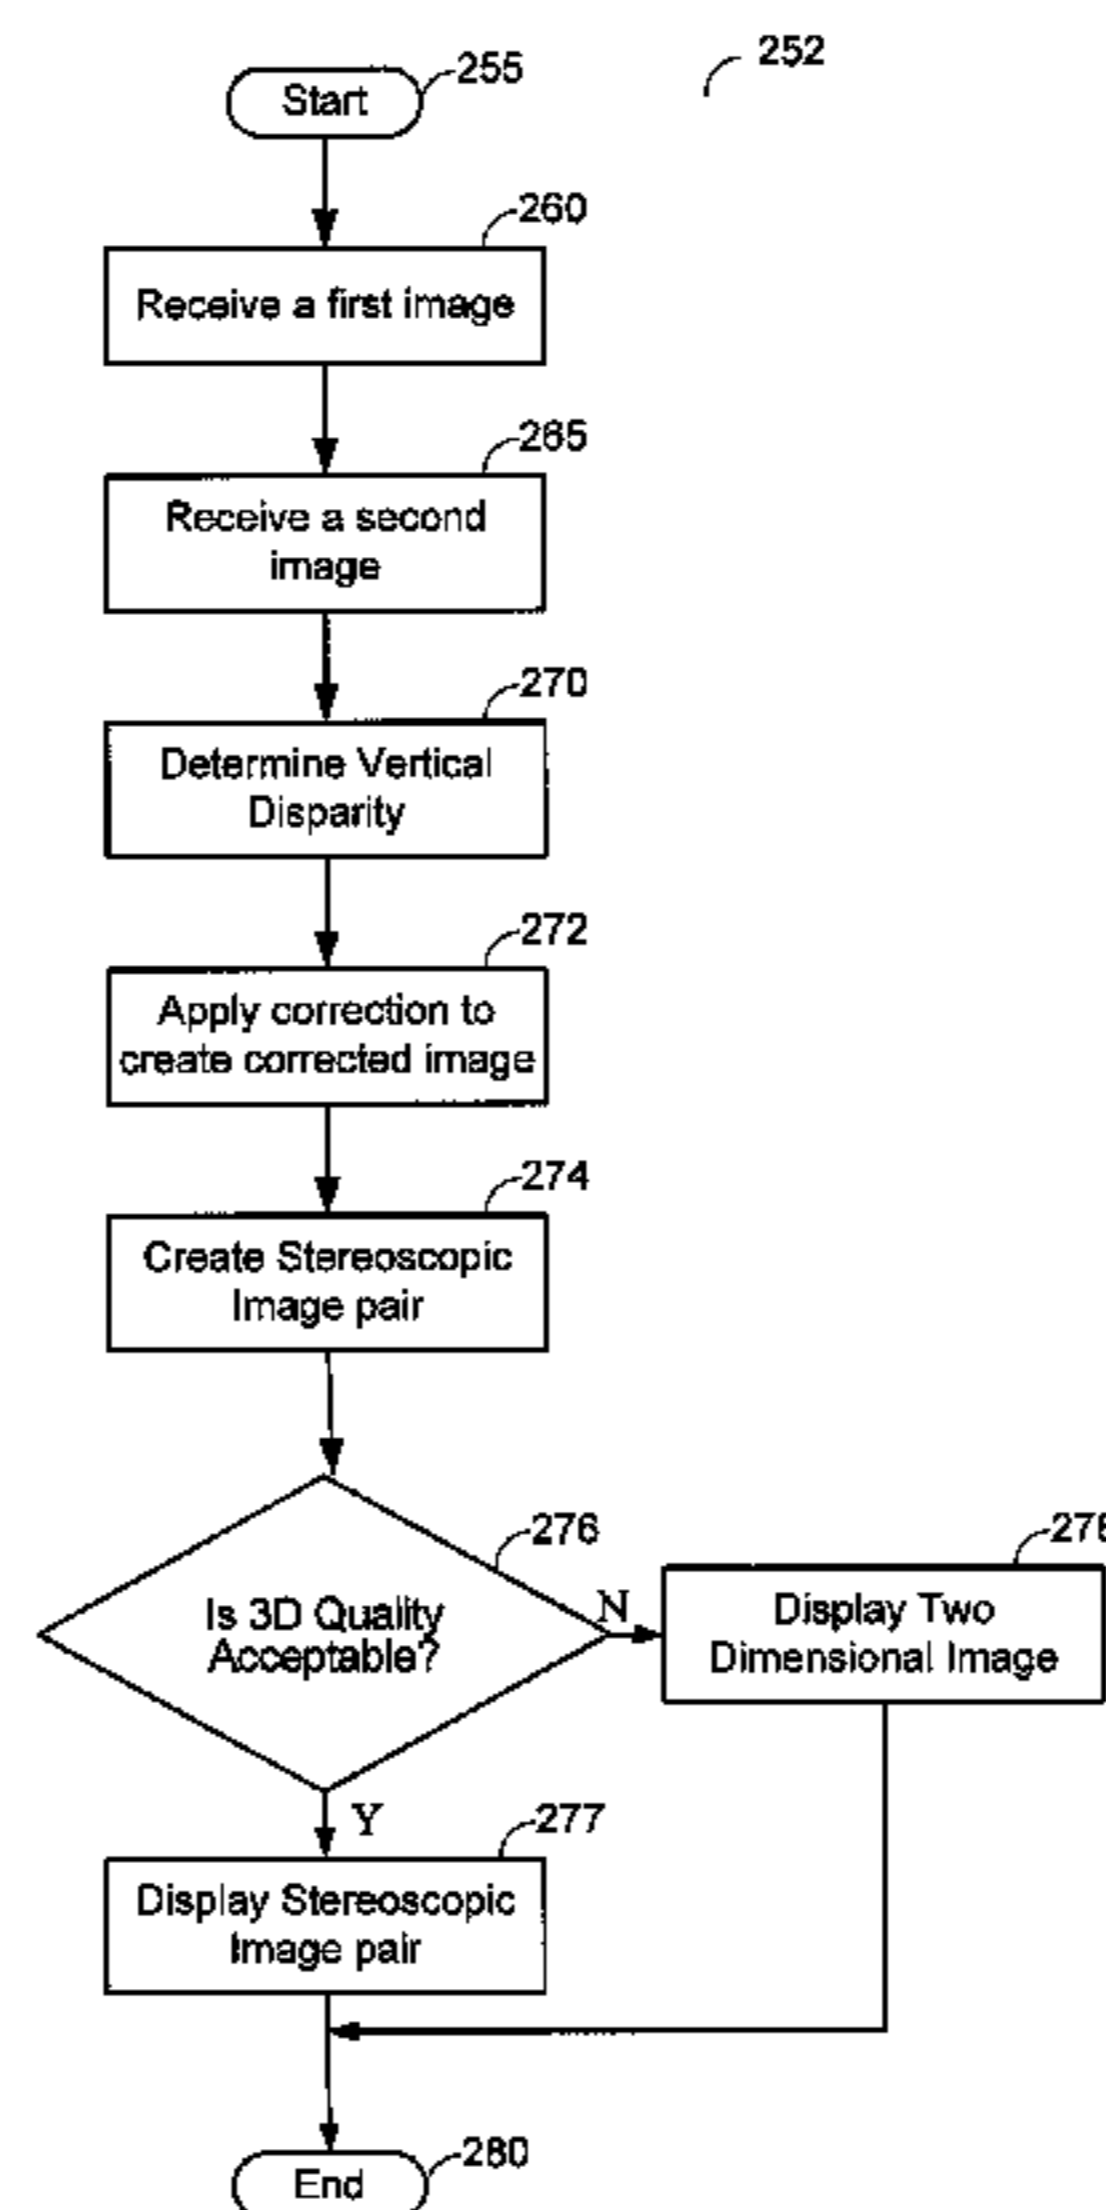 252
255
Start
260
Receive a first image
265
Receive a second
image
270
Determine Vertical
Disparity
272
Apply correction to
create corrected image
274
Create Stereoscopic
Image pair
276
Is 3D Quality
Acceptable?
N
278
Display Two
Dimensional Image
Y
277
Display Stereoscopic
Image pair
280
End